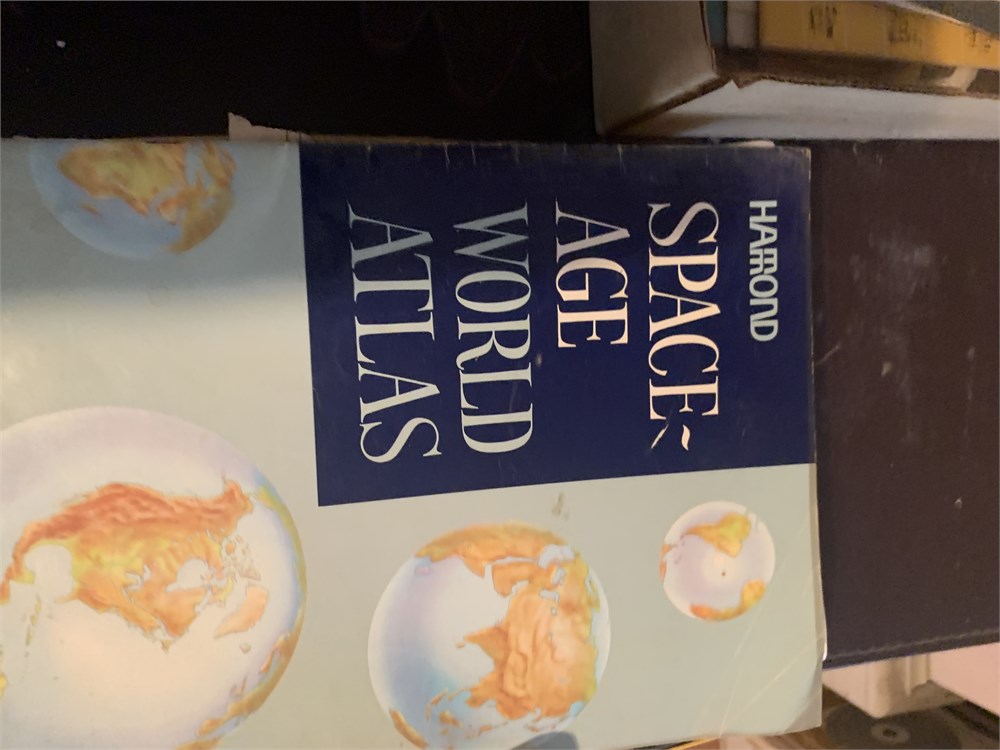 HAMMOND
SPACE-
AGE
WORLD
ATLAS